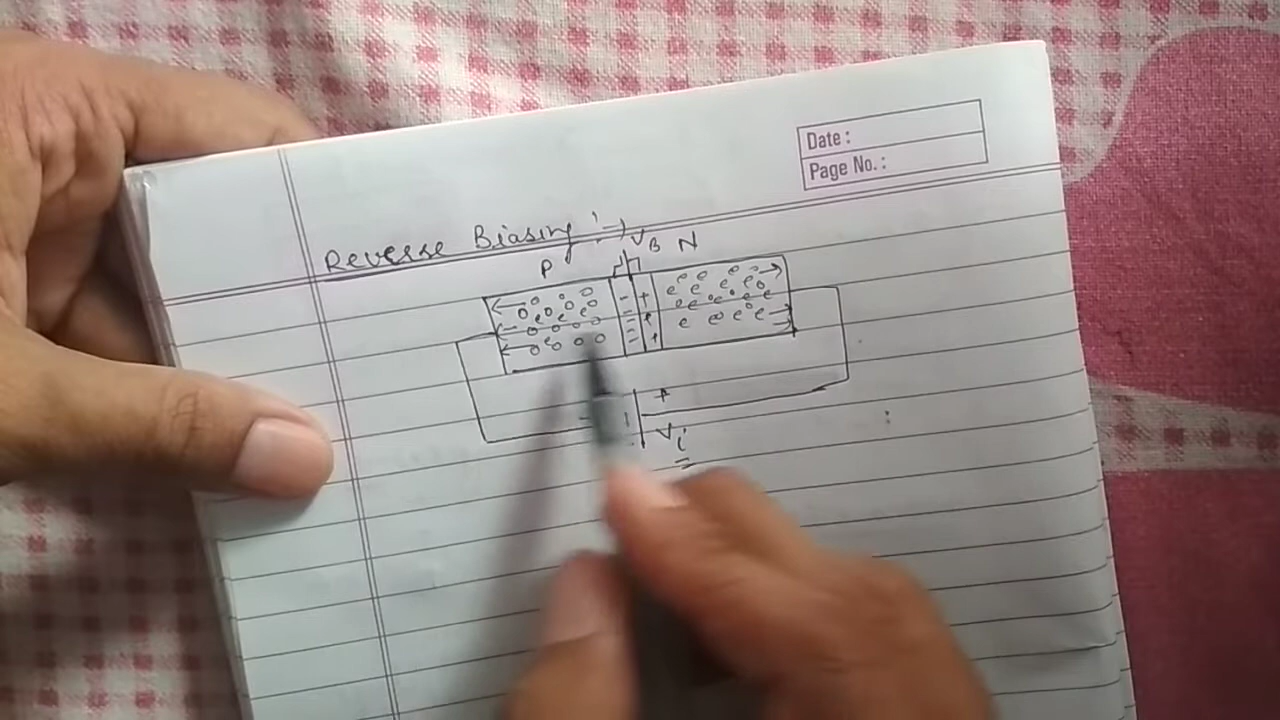 Date :
Page No. :
Reverse Biasing :→
P VB N
- +
Vi